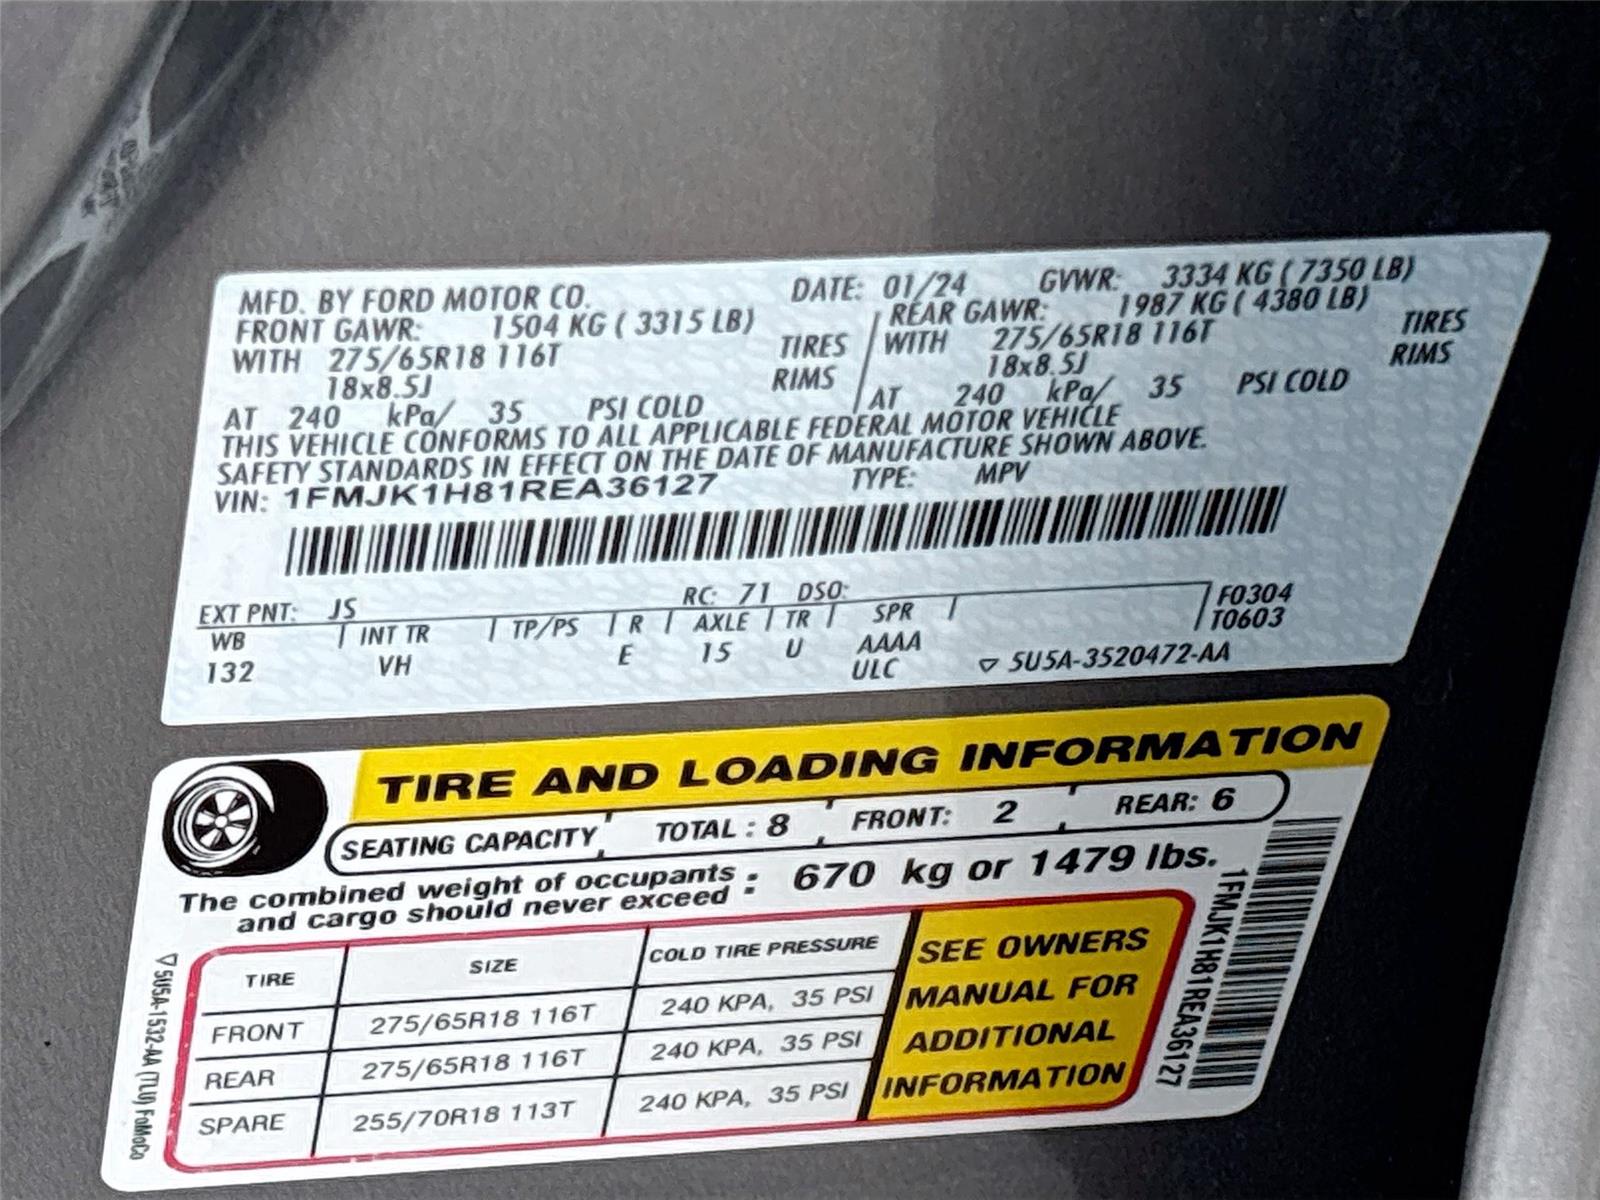 MFD. BY FORD MOTOR CO. DATE: 01/24 GVWR: 3334 KG ( 7350 LB)
FRONT GAWR: 1504 KG ( 3315 LB) REAR GAWR: 1987 KG ( 4380 LB)
WITH 275/65R18 116T TIRES WITH 275/65R18 116T TIRES
18x8.5J RIMS 18x8.5J RIMS
AT 240 kPa/ 35 PSI COLD AT 240 kPa/ 35 PSI COLD
THIS VEHICLE CONFORMS TO ALL APPLICABLE FEDERAL MOTOR VEHICLE
SAFETY STANDARDS IN EFFECT ON THE DATE OF MANUFACTURE SHOWN ABOVE.
VIN: 1FMJK1H81REA36127 TYPE: MPV
EXT PNT: JS RC: 71 DSO: F0304
WB INT TR TP/PS R AXLE TR SPR T0603
132 VH E 15 U AAAA
ULC 5U5A-3520472-AA
TIRE AND LOADING INFORMATION
SEATING CAPACITY TOTAL : 8 FRONT: 2 REAR: 6
The combined weight of occupants
and cargo should never exceed : 670 kg or 1479 lbs.
TIRE SIZE COLD TIRE PRESSURE
FRONT 275/65R18 116T 240 KPA, 35 PSI
REAR 275/65R18 116T 240 KPA, 35 PSI
SPARE 255/70R18 113T 240 KPA, 35 PSI
SEE OWNERS
MANUAL FOR
ADDITIONAL
INFORMATION
1FMJK1H81REA36127
5U5A-1532-AA (TLU) FoMoCo